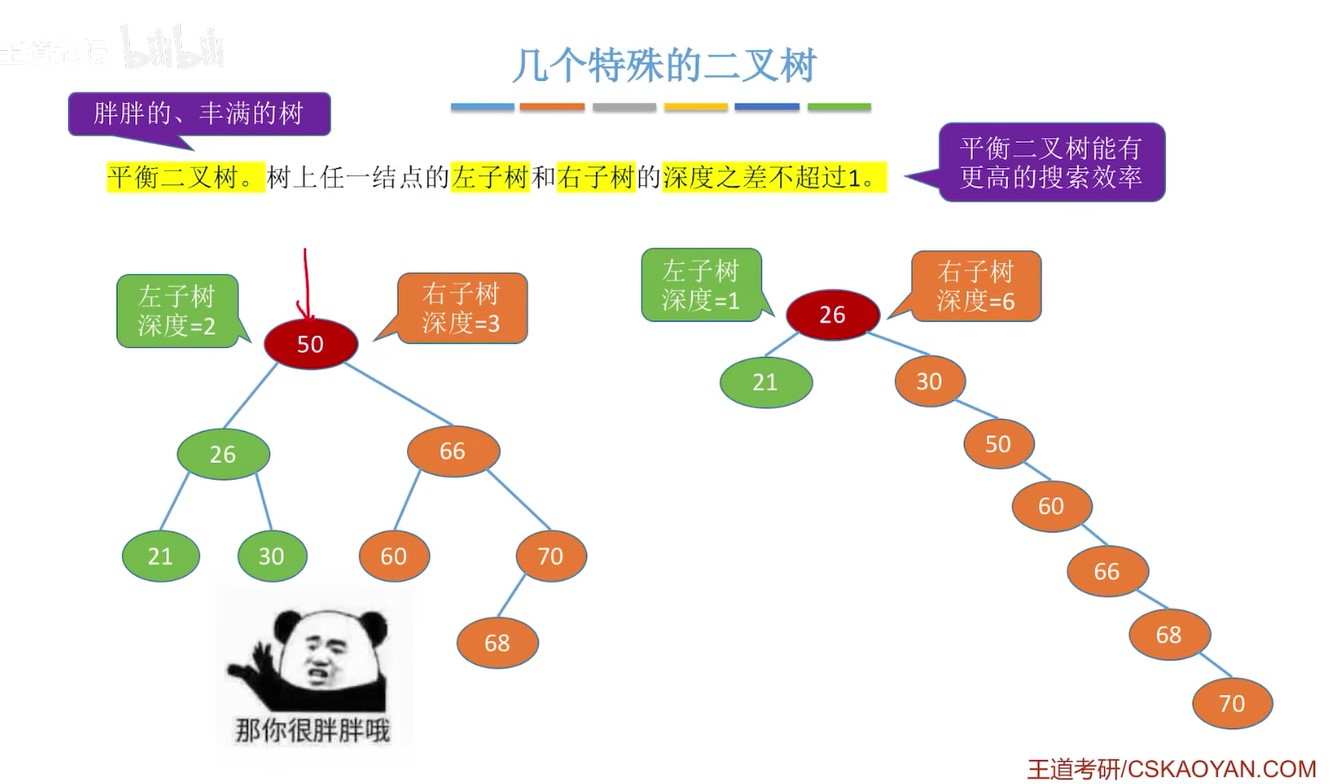 bilibili
几个特殊的二叉树
胖胖的、丰满的树
平衡二叉树。树上任一结点的左子树和右子树的深度之差不超过1。
平衡二叉树能有
更高的搜索效率
左子树
深度=2
右子树
深度=3
50
26
66
21
30
60
70
68
那你很胖胖哦
左子树
深度=1
右子树
深度=6
26
21
30
50
60
66
68
70
王道考研/CSKAOYAN.COM